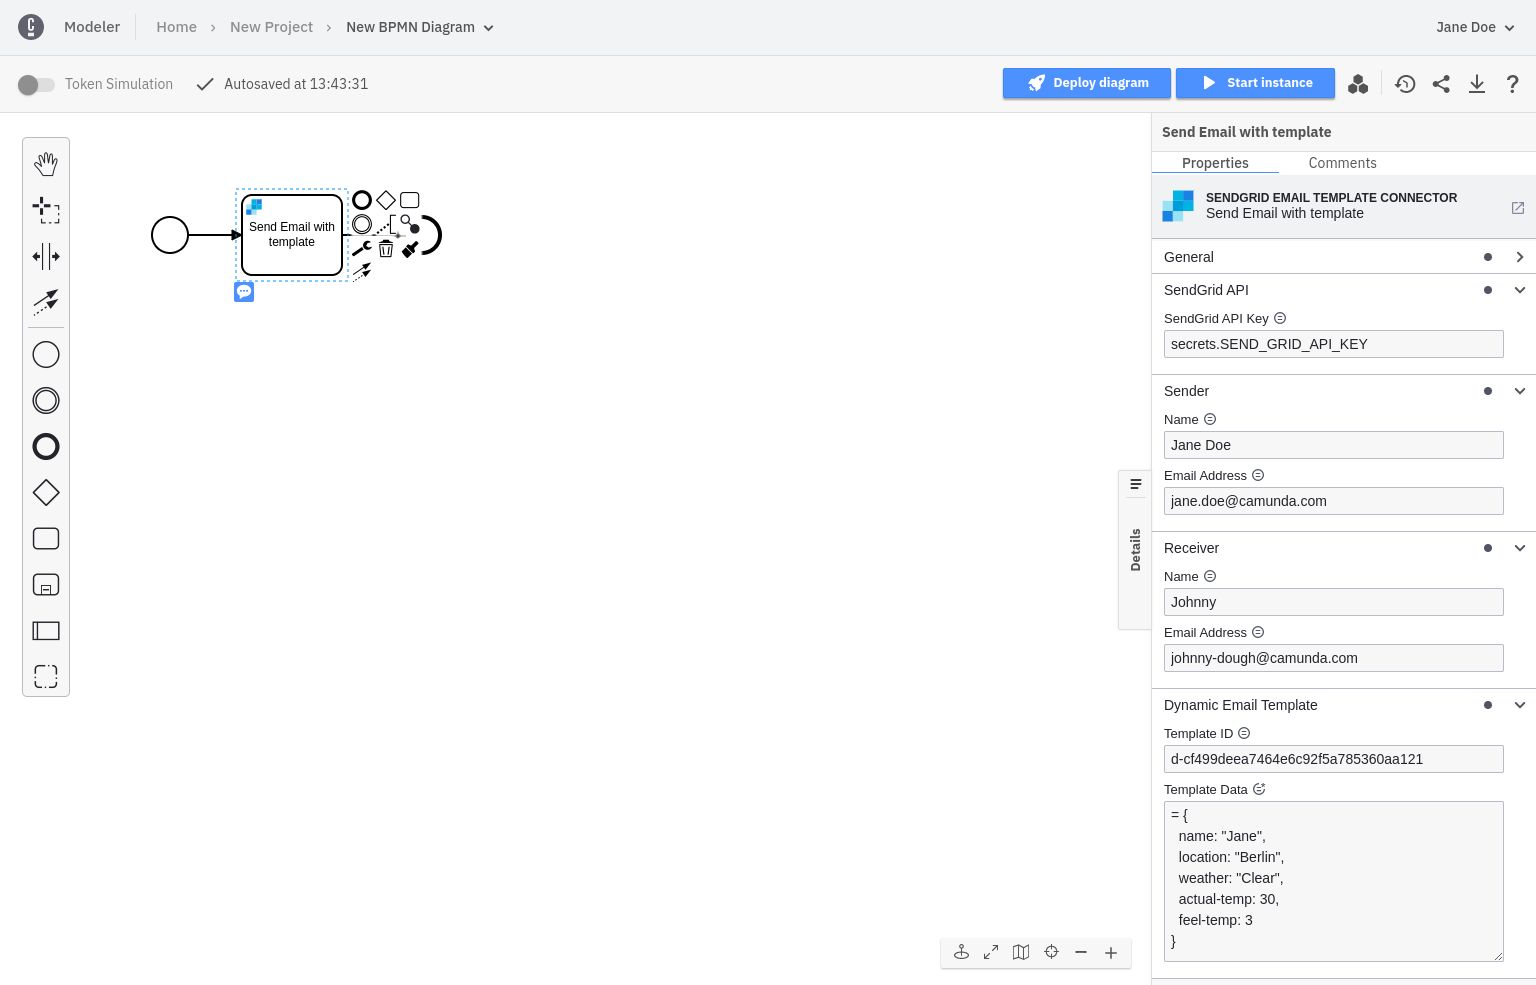 Modeler
Home › New Project › New BPMN Diagram
Jane Doe
Token Simulation
Autosaved at 13:43:31
Deploy diagram
Start instance
?
Send Email with
template
Details
Send Email with template
Properties
Comments
SENDGRID EMAIL TEMPLATE CONNECTOR
Send Email with template
General
SendGrid API
SendGrid API Key
secrets.SEND_GRID_API_KEY
Sender
Name
Jane Doe
Email Address
jane.doe@camunda.com
Receiver
Name
Johnny
Email Address
johnny-dough@camunda.com
Dynamic Email Template
Template ID
d-cf499deea7464e6c92f5a785360aa121
Template Data
= {
name: "Jane",
location: "Berlin",
weather: "Clear",
actual-temp: 30,
feel-temp: 3
}